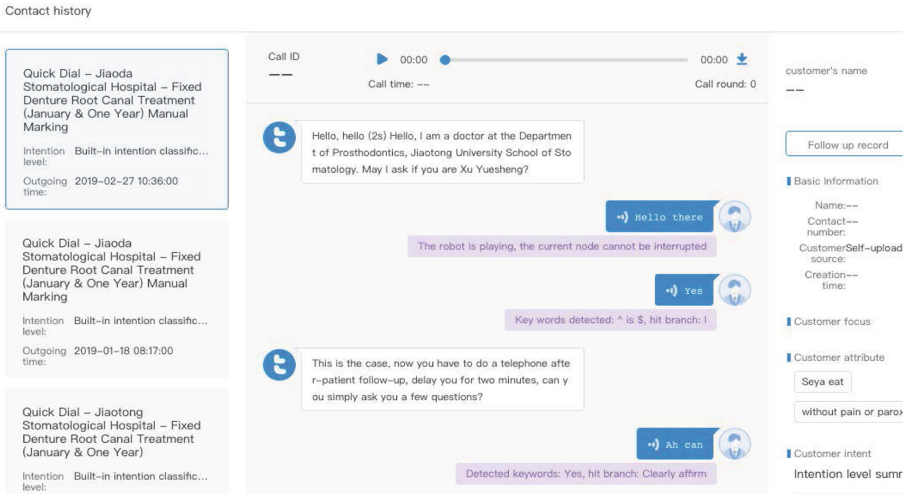 Contact history
Quick Dial – Jiaoda
Stomatological Hospital – Fixed
Denture Root Canal Treatment
(January & One Year) Manual
Marking
Intention level: Built-in intention classific...
Outgoing time: 2019-02-27 10:36:00
Quick Dial – Jiaoda
Stomatological Hospital – Fixed
Denture Root Canal Treatment
(January & One Year) Manual
Marking
Intention level: Built-in intention classific...
Outgoing time: 2019-01-18 08:17:00
Quick Dial – Jiaotong
Stomatological Hospital – Fixed
Denture Root Canal Treatment
(January & One Year)
Intention level: Built-in intention classific...
Call ID
--
00:00 00:00
Call time: -- Call round: 0
Hello, hello (2s) Hello, I am a doctor at the Departmen
t of Prosthodontics, Jiaotong University School of Sto
matology. May I ask if you are Xu Yuesheng?
Hello there
The robot is playing, the current node cannot be interrupted
Yes
Key words detected: ^ is $, hit branch: I
This is the case, now you have to do a telephone afte
r-patient follow-up, delay you for two minutes, can y
ou simply ask you a few questions?
Ah can
Detected keywords: Yes, hit branch: Clearly affirm
customer's name
--
Follow up record
Basic Information
Name:--
Contact number:--
Customer source:Self-upload
Creation time:--
Customer focus
Customer attribute
Seya eat
without pain or parox
Customer intent
Intention level sumr